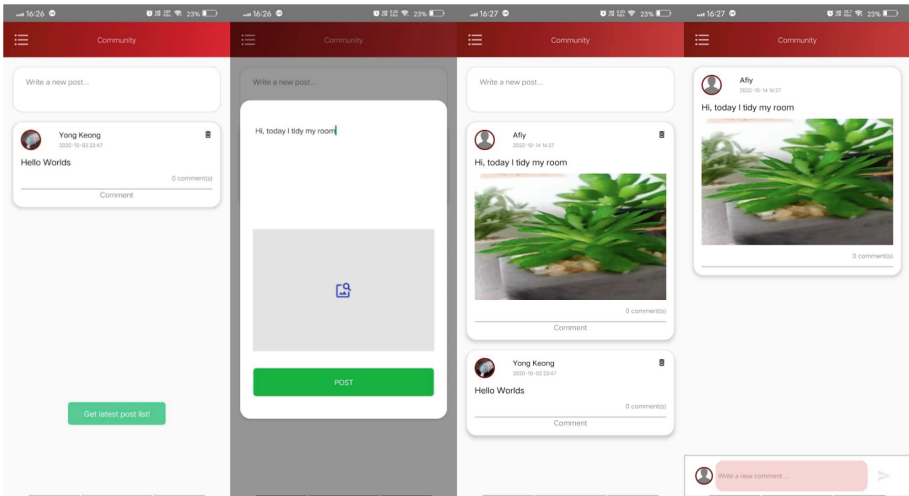 16:26
23%
Community
Write a new post...
Yong Keong
2020-10-03 23:47
Hello Worlds
0 comment(s)
Comment
Get latest post list!
16:26
23%
Community
Write a new post...
Hi, today I tidy my room
POST
16:27
23%
Community
Write a new post...
Afiy
2022-10-14 16:27
Hi, today I tidy my room
0 comment(s)
Comment
Yong Keong
2020-10-03 23:47
Hello Worlds
0 comment(s)
Comment
16:27
23%
Community
Afiy
2022-10-14 16:27
Hi, today I tidy my room
0 comment(s)
Write a new comment ...